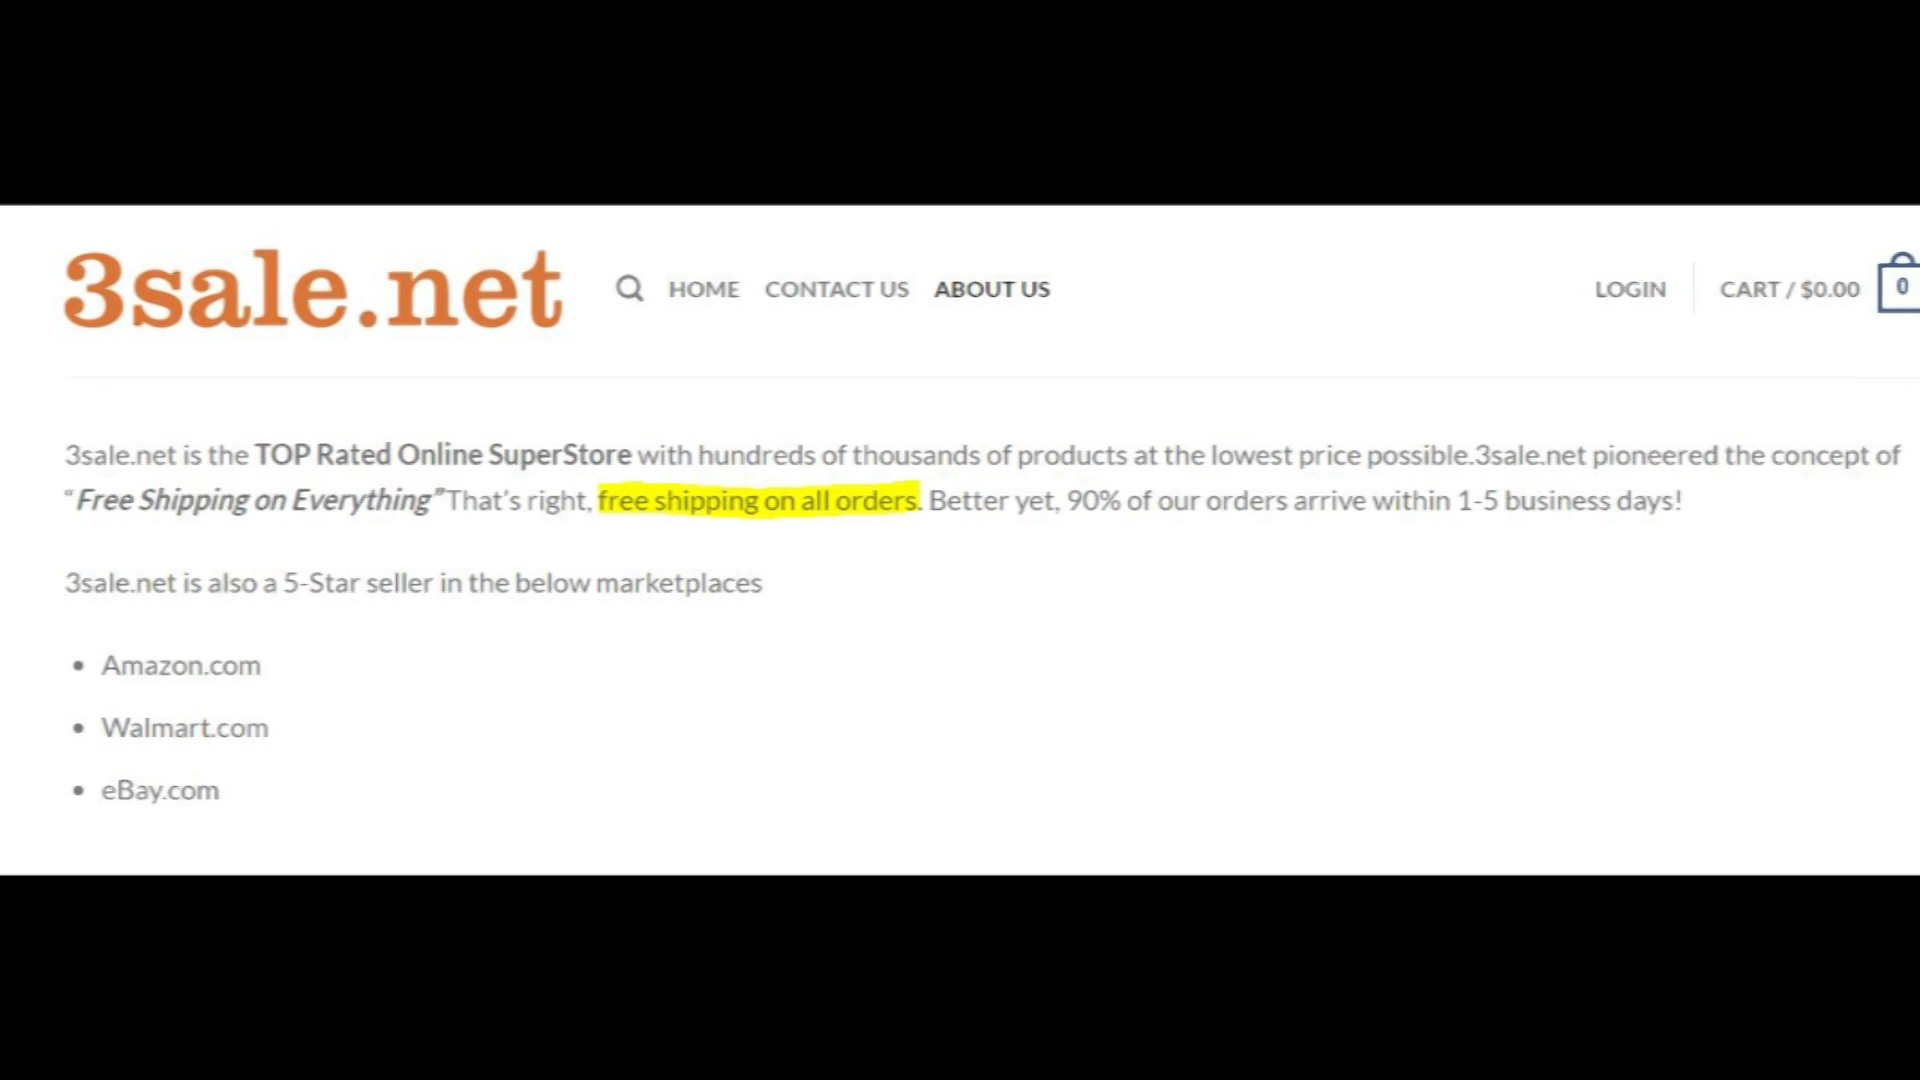 3sale.net
HOME CONTACT US ABOUT US LOGIN CART / $0.00 0
3sale.net is the TOP Rated Online SuperStore with hundreds of thousands of products at the lowest price possible.3sale.net pioneered the concept of
“Free Shipping on Everything” That’s right, free shipping on all orders. Better yet, 90% of our orders arrive within 1-5 business days!
3sale.net is also a 5-Star seller in the below marketplaces
• Amazon.com
• Walmart.com
• eBay.com